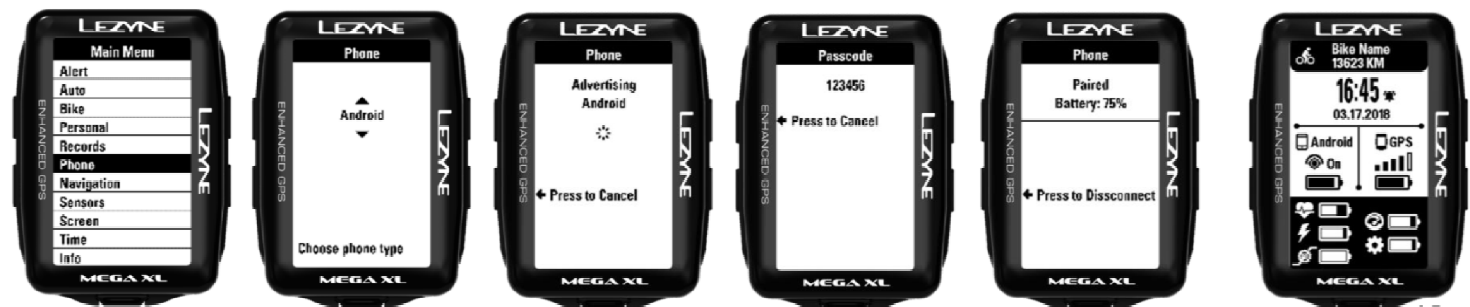 LEZYNE
Main Menu
Alert
Auto
Bike
Personal
Records
Phone
Navigation
Sensors
Screen
Time
Info
ENHANCED GPS
LEZYNE
MEGA XL
LEZYNE
Phone
Android
Choose phone type
ENHANCED GPS
LEZYNE
MEGA XL
LEZYNE
Phone
Advertising
Android
Press to Cancel
ENHANCED GPS
LEZYNE
MEGA XL
LEZYNE
Passcode
123456
Press to Cancel
ENHANCED GPS
LEZYNE
MEGA XL
LEZYNE
Phone
Paired
Battery: 75%
Press to Dissconnect
ENHANCED GPS
LEZYNE
MEGA XL
LEZYNE
Bike Name
13623 KM
16:45
03.17.2018
Android GPS
On
ENHANCED GPS
LEZYNE
MEGA XL